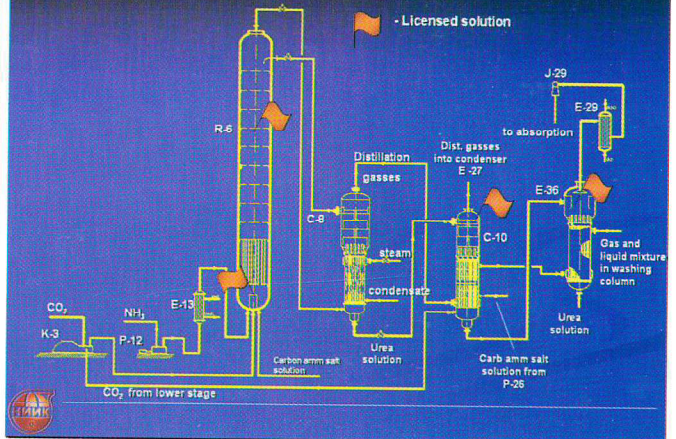 - Licensed solution
J-29
E-29
to absorption
R-6
Dist. gasses
into condenser
E -27
Distillation
gasses
E-36
C-9
C-10
steam
Gas and
liquid mixture
in washing
column
condensate
CO₂
NH₃
E-13
K-3
P-12
Urea
solution
Urea
solution
Carbon amm salt
solution
Carb amm salt
solution from
P-26
CO₂ from lower stage
НИИК